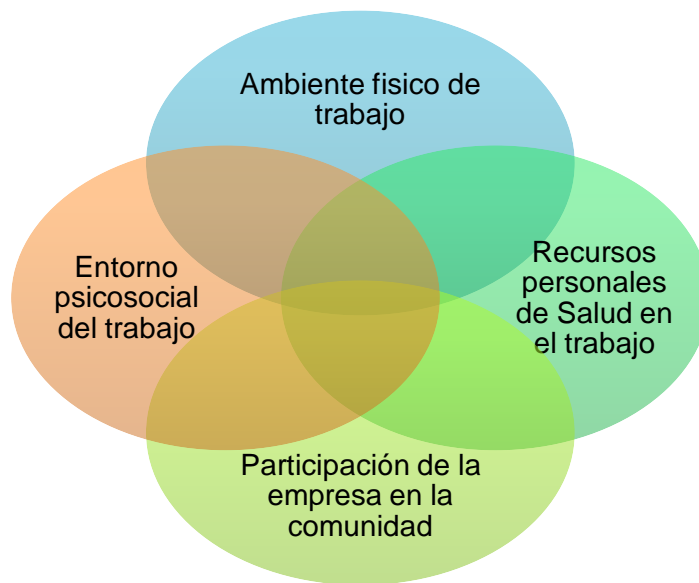 Ambiente fisico de
trabajo
Entorno
psicosocial
del trabajo
Recursos
personales
de Salud en
el trabajo
Participación de la
empresa en la
comunidad